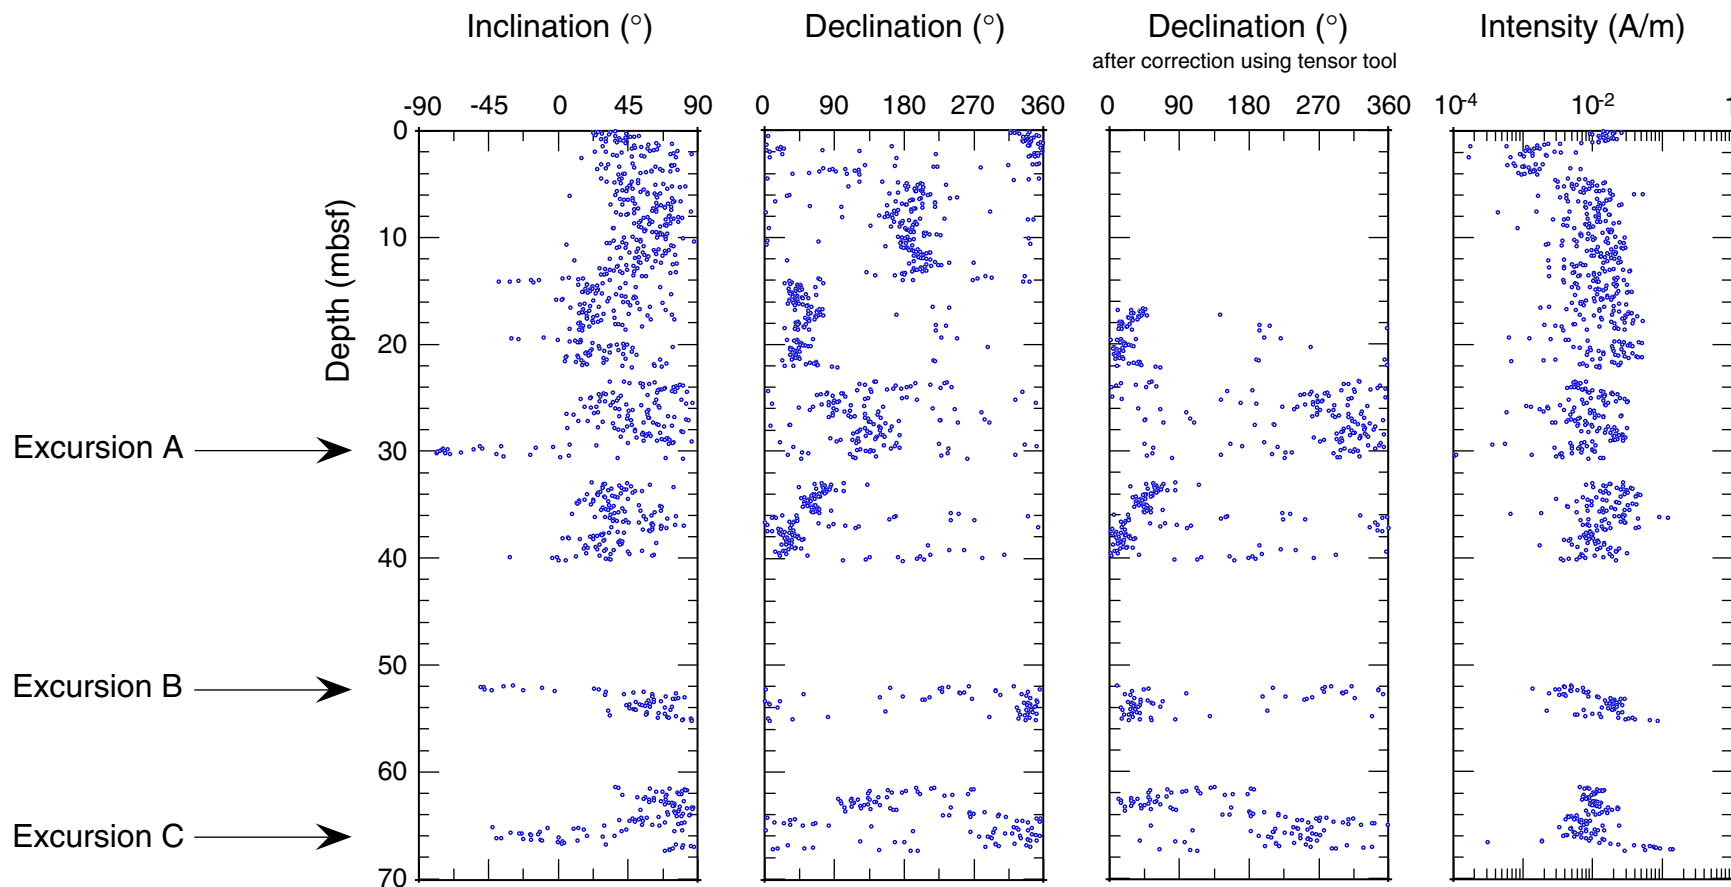 Inclination (°) Declination (°) Declination (°) Intensity (A/m)
after correction using tensor tool
-90 -45 0 45 90 0 90 180 270 360 0 90 180 270 360 10-4 10-2 1
0
10
20
30
40
50
60
70
Depth (mbsf)
Excursion A
Excursion B
Excursion C